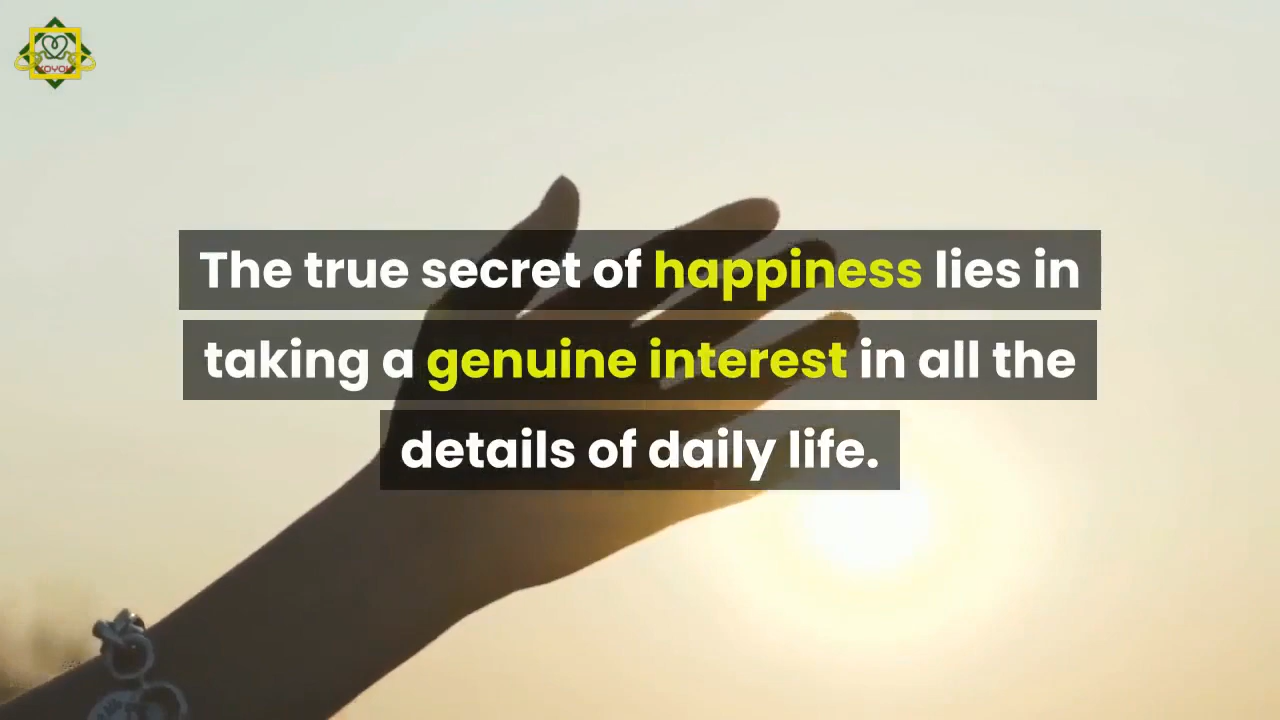 The true secret of happiness lies in
taking a genuine interest in all the
details of daily life.